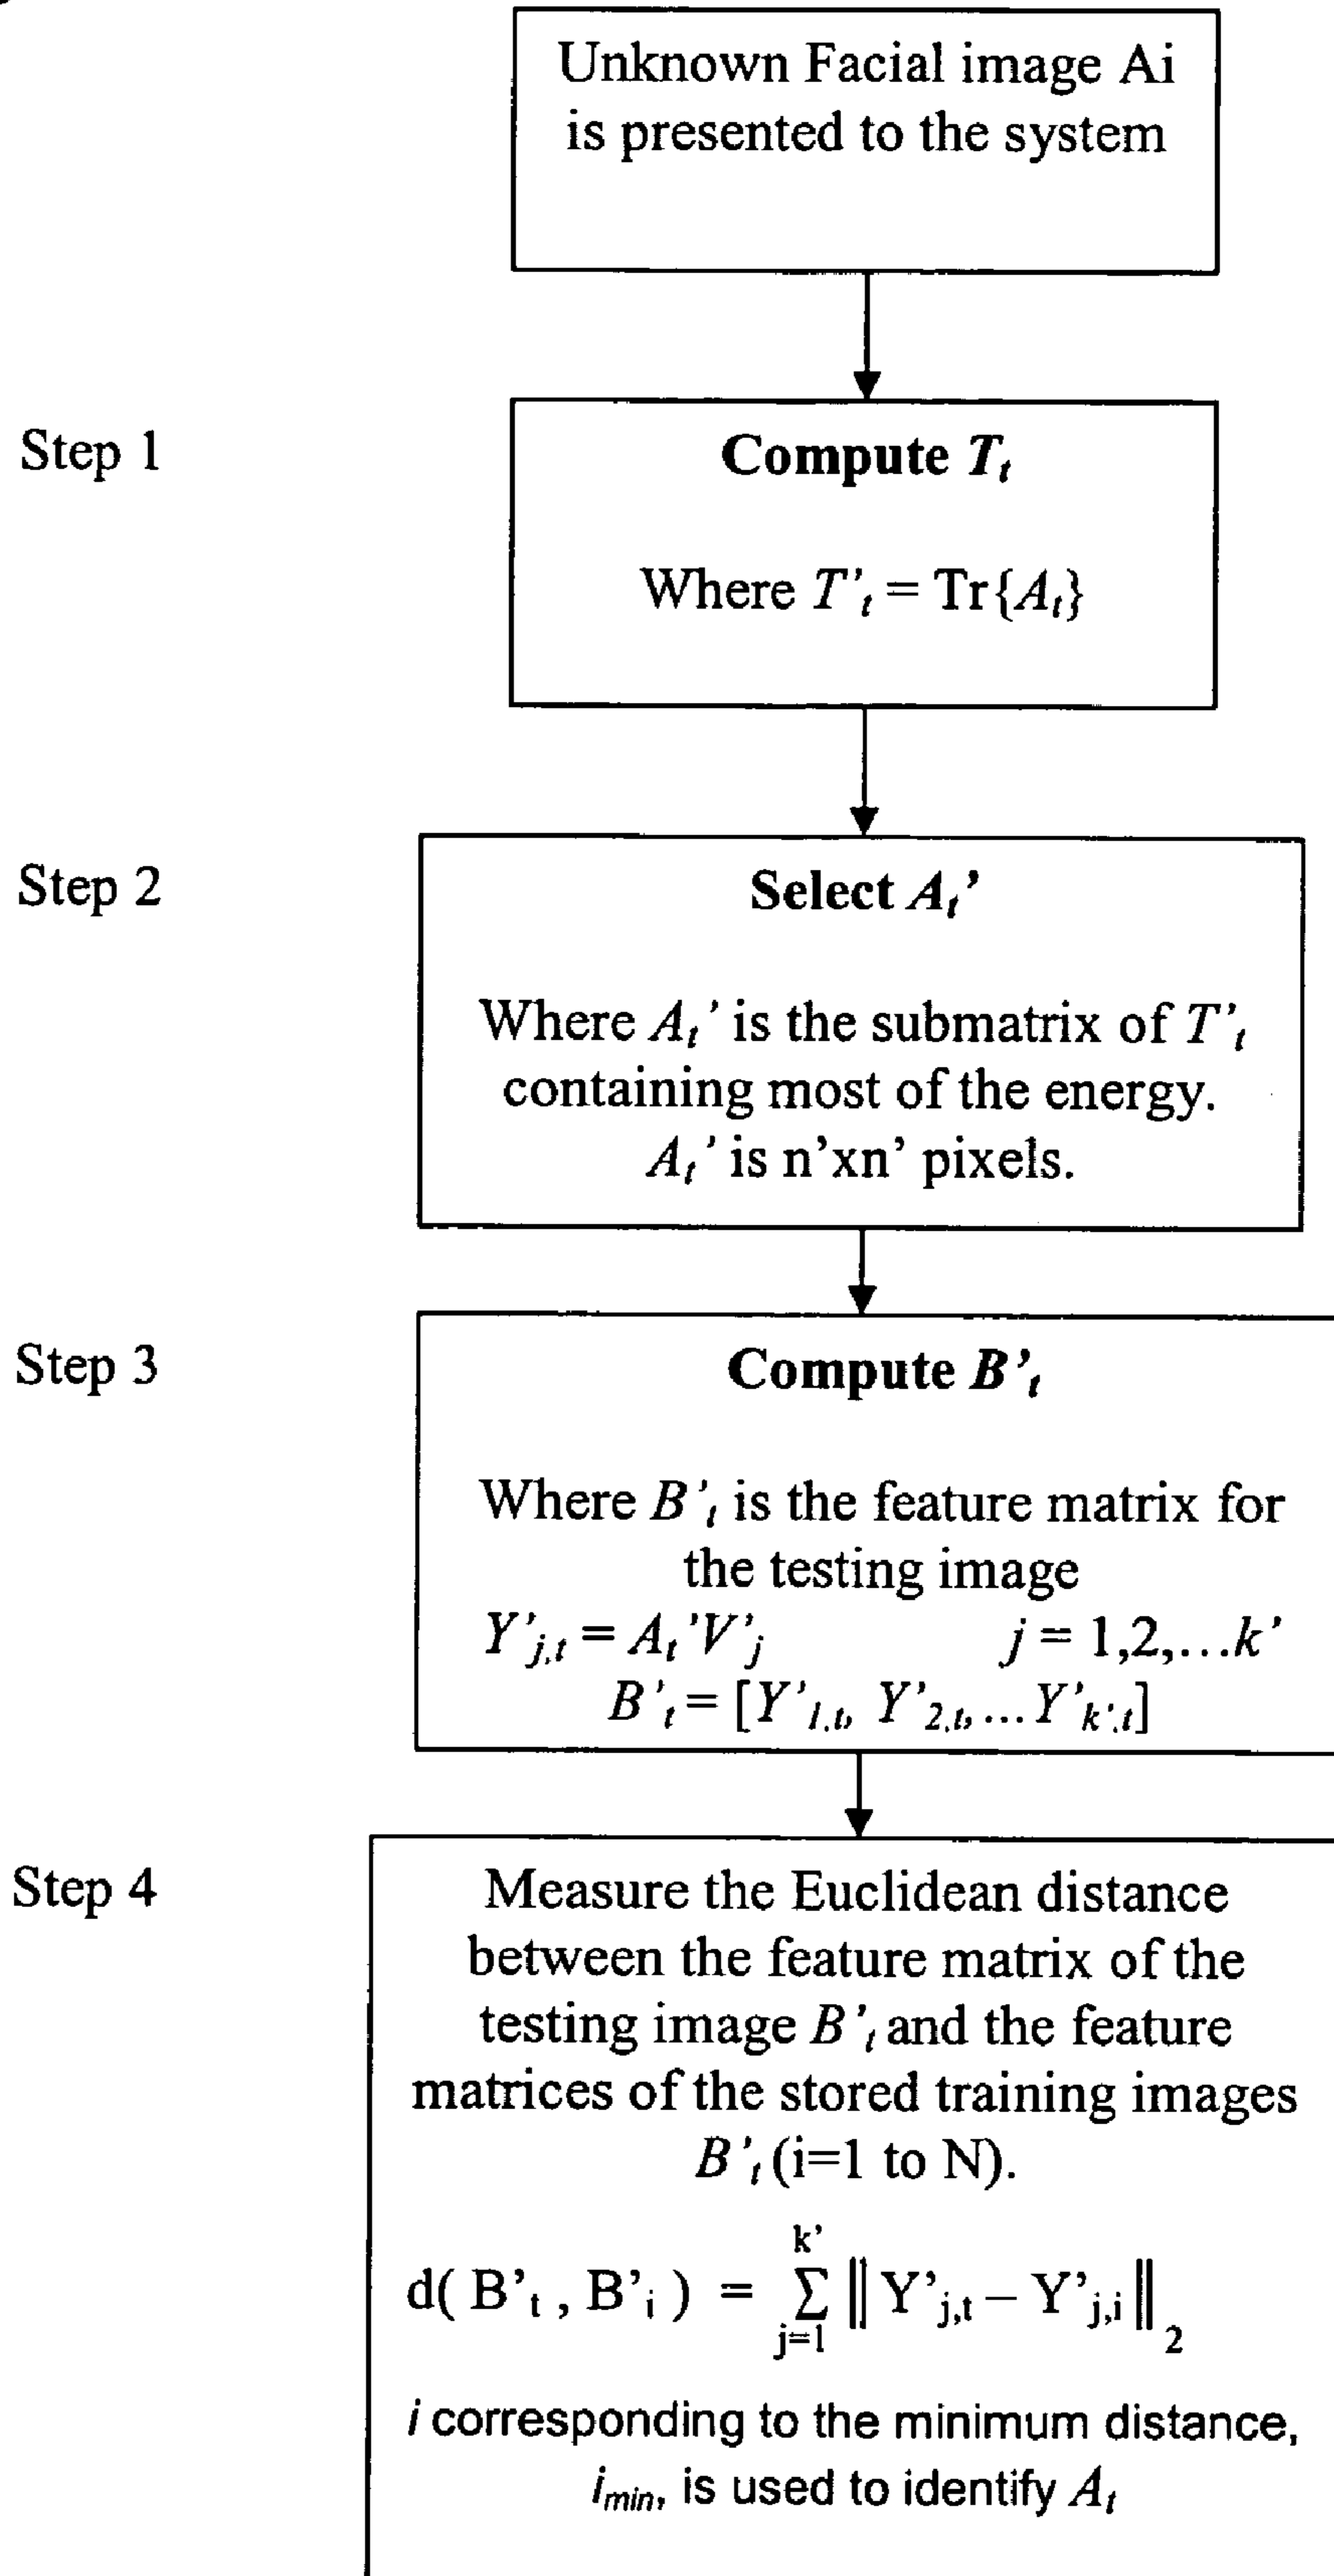 Unknown Facial image Ai
is presented to the system
Step 1
Compute Tt
Where T’t = Tr{At}
Step 2
Select At’
Where At’ is the submatrix of T’t
containing most of the energy.
At’ is n’xn’ pixels.
Step 3
Compute B’t
Where B’t is the feature matrix for
the testing image
Y’j,t = At’V’j j = 1,2,...k’
B’t = [Y’1,t, Y’2,t,...Y’k’,t]
Step 4
Measure the Euclidean distance
between the feature matrix of the
testing image B’t and the feature
matrices of the stored training images
B’t (i=1 to N).
k’
d( B’t , B’i ) = Σ ‖ Y’j,t – Y’j,i ‖2
j=1
i corresponding to the minimum distance,
imin, is used to identify At